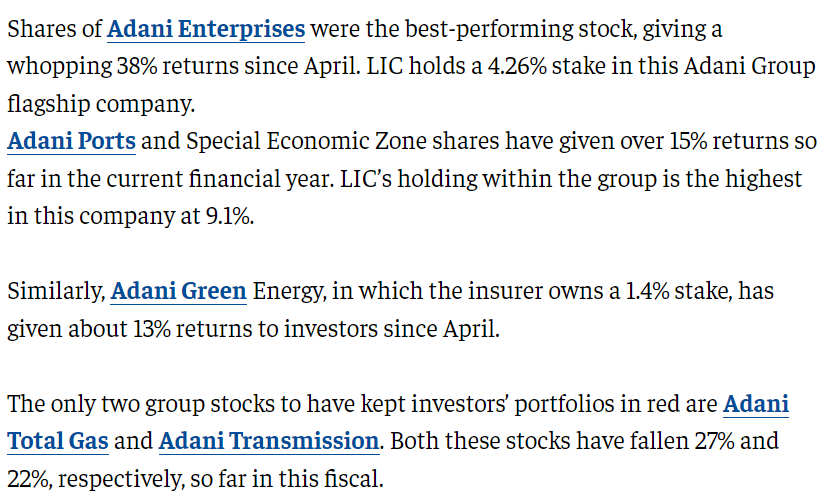 Shares of Adani Enterprises were the best-performing stock, giving a
whopping 38% returns since April. LIC holds a 4.26% stake in this Adani Group
flagship company.
Adani Ports and Special Economic Zone shares have given over 15% returns so
far in the current financial year. LIC’s holding within the group is the highest
in this company at 9.1%.
Similarly, Adani Green Energy, in which the insurer owns a 1.4% stake, has
given about 13% returns to investors since April.
The only two group stocks to have kept investors’ portfolios in red are Adani
Total Gas and Adani Transmission. Both these stocks have fallen 27% and
22%, respectively, so far in this fiscal.